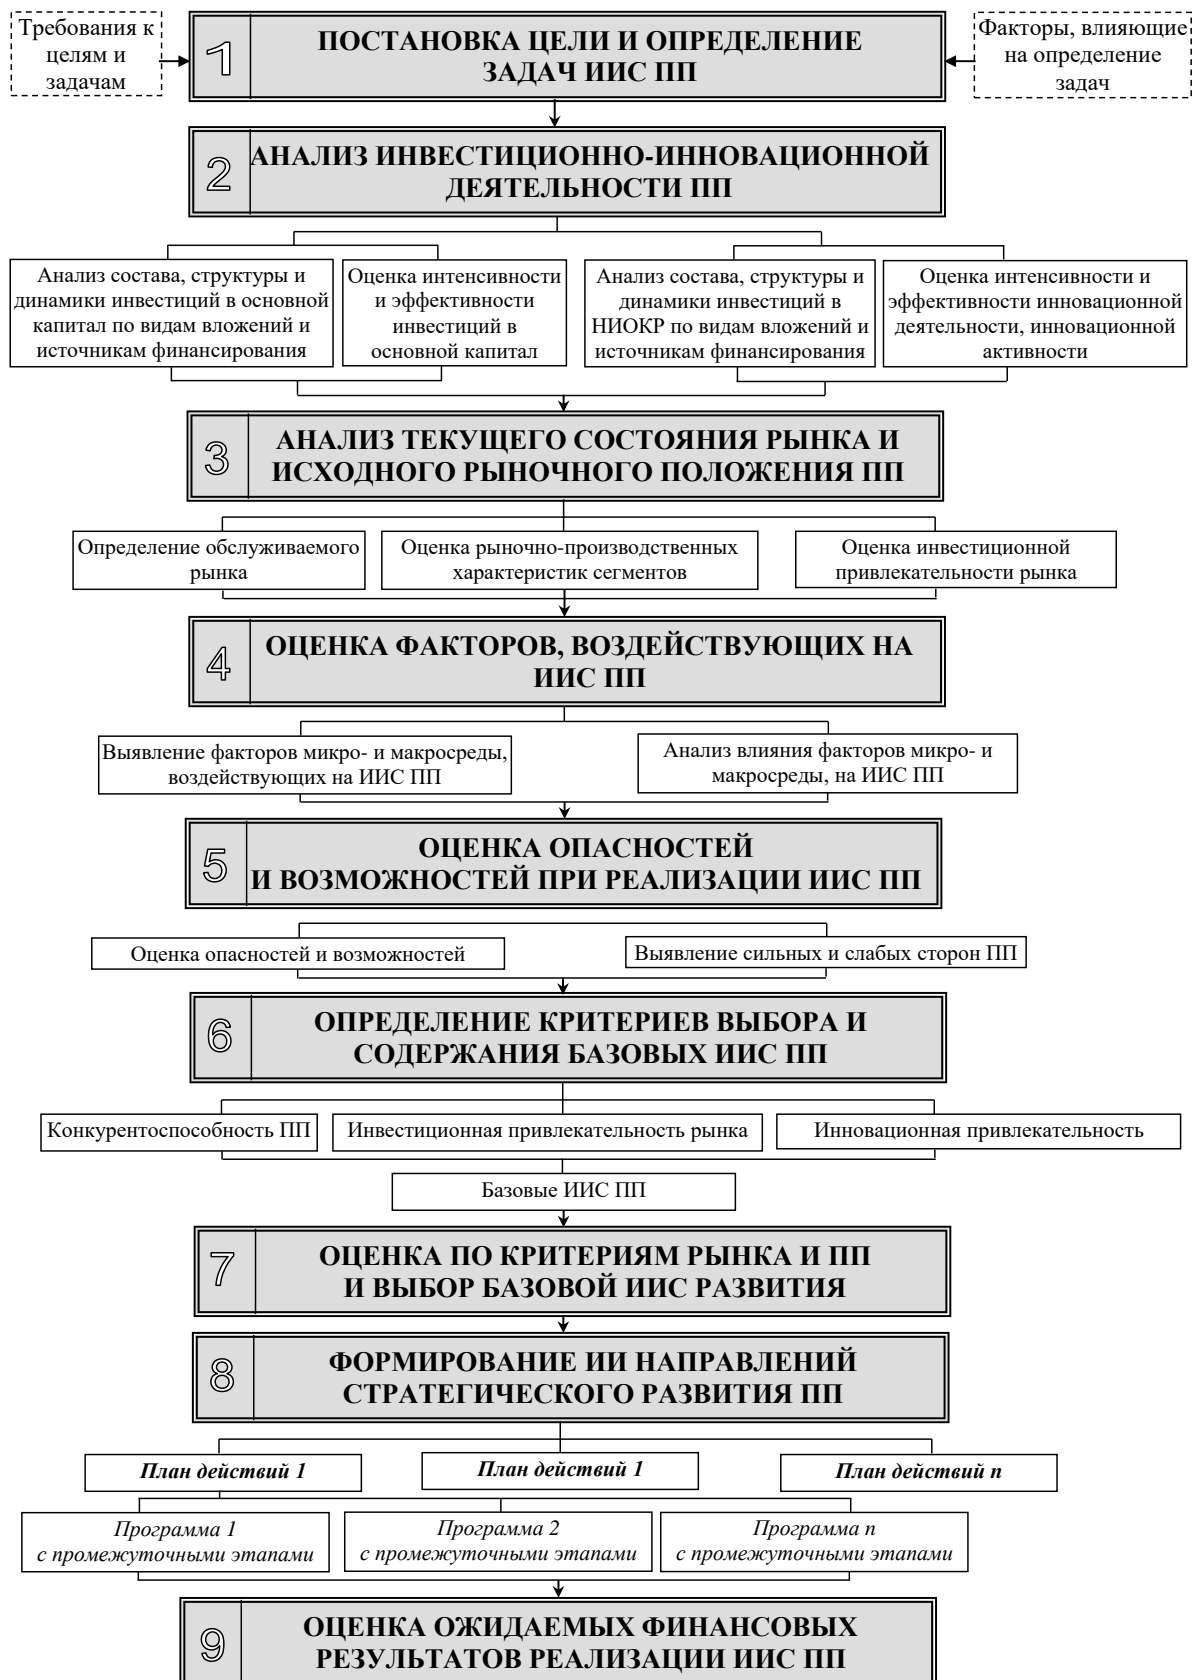 Требования к
целям и
задачам
1
ПОСТАНОВКА ЦЕЛИ И ОПРЕДЕЛЕНИЕ
ЗАДАЧ ИИС ПП
Факторы, влияющие
на определение
задач
2
АНАЛИЗ ИНВЕСТИЦИОННО-ИННОВАЦИОННОЙ
ДЕЯТЕЛЬНОСТИ ПП
Анализ состава, структуры и
динамики инвестиций в основной
капитал по видам вложений и
источникам финансирования
Оценка интенсивности
и эффективности
инвестиций в
основной капитал
Анализ состава, структуры и
динамики инвестиций в
НИОКР по видам вложений и
источникам финансирования
Оценка интенсивности и
эффективности инновационной
деятельности, инновационной
активности
3
АНАЛИЗ ТЕКУЩЕГО СОСТОЯНИЯ РЫНКА И
ИСХОДНОГО РЫНОЧНОГО ПОЛОЖЕНИЯ ПП
Определение обслуживаемого
рынка
Оценка рыночно-производственных
характеристик сегментов
Оценка инвестиционной
привлекательности рынка
4
ОЦЕНКА ФАКТОРОВ, ВОЗДЕЙСТВУЮЩИХ НА
ИИС ПП
Выявление факторов микро- и макросреды,
воздействующих на ИИС ПП
Анализ влияния факторов микро- и
макросреды, на ИИС ПП
5
ОЦЕНКА ОПАСНОСТЕЙ
И ВОЗМОЖНОСТЕЙ ПРИ РЕАЛИЗАЦИИ ИИС ПП
Оценка опасностей и возможностей
Выявление сильных и слабых сторон ПП
6
ОПРЕДЕЛЕНИЕ КРИТЕРИЕВ ВЫБОРА И
СОДЕРЖАНИЯ БАЗОВЫХ ИИС ПП
Конкурентоспособность ПП
Инвестиционная привлекательность рынка
Инновационная привлекательность
Базовые ИИС ПП
7
ОЦЕНКА ПО КРИТЕРИЯМ РЫНКА И ПП
И ВЫБОР БАЗОВОЙ ИИС РАЗВИТИЯ
8
ФОРМИРОВАНИЕ ИИ НАПРАВЛЕНИЙ
СТРАТЕГИЧЕСКОГО РАЗВИТИЯ ПП
План действий 1
План действий 1
План действий n
Программа 1
с промежуточными этапами
Программа 2
с промежуточными этапами
Программа n
с промежуточными этапами
9
ОЦЕНКА ОЖИДАЕМЫХ ФИНАНСОВЫХ
РЕЗУЛЬТАТОВ РЕАЛИЗАЦИИ ИИС ПП